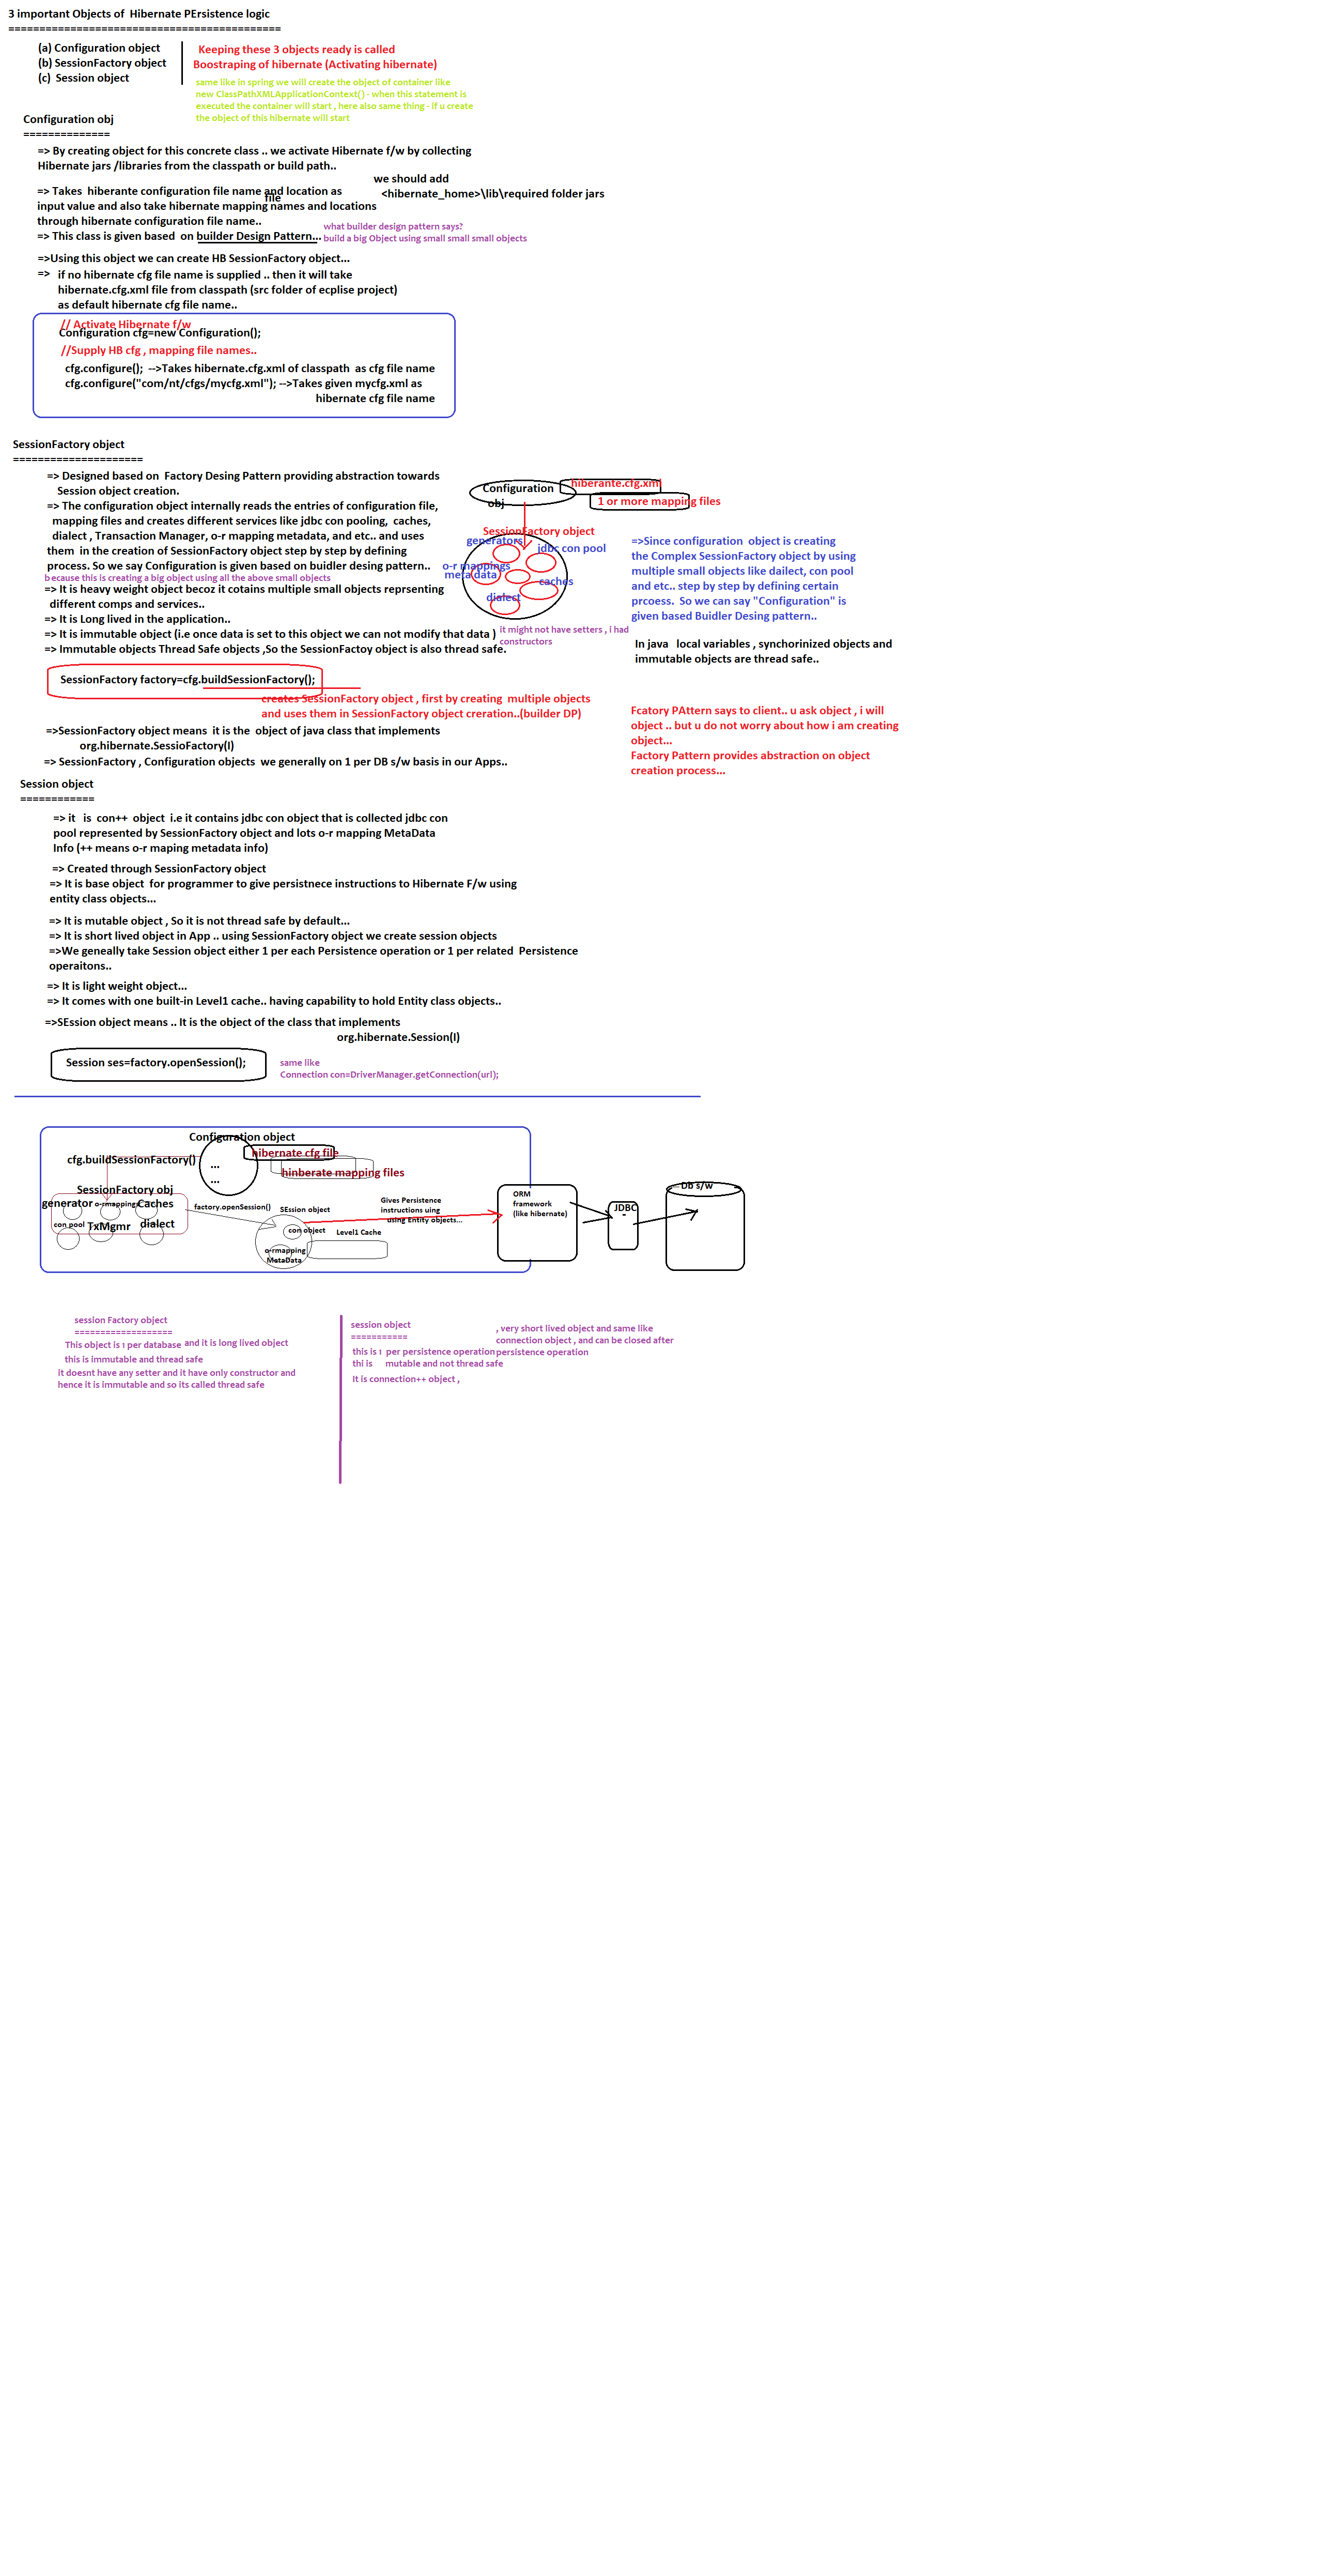 3 important Objects of  Hibernate PErsistence logic
============================================
(a) Configuration object
(b) SessionFactory object
(c)  Session object
Keeping these 3 objects ready is called
Boostraping of hibernate (Activating hibernate)
same like in spring we will create the object of container like
new ClassPathXMLApplicationContext() - when this statement is
executed the container will start , here also same thing - if u create
the object of this hibernate will start
Configuration obj
==============
=> By creating object for this concrete class .. we activate Hibernate f/w by collecting
Hibernate jars /libraries from the classpath or build path..
we should add
<hibernate_home>\lib\required folder jars
=> Takes  hiberante configuration file name and location as
file
input value and also take hibernate mapping names and locations
through hibernate configuration file name..
=> This class is given based  on builder Design Pattern...
what builder design pattern says?
build a big Object using small small small objects
=>Using this object we can create HB SessionFactory object...
=>  if no hibernate cfg file name is supplied .. then it will take
hibernate.cfg.xml file from classpath (src folder of ecplise project)
as default hibernate cfg file name..
// Activate Hibernate f/w
Configuration cfg=new Configuration();
//Supply HB cfg , mapping file names..
cfg.configure();  -->Takes hibernate.cfg.xml of classpath  as cfg file name
cfg.configure("com/nt/cfgs/mycfg.xml"); -->Takes given mycfg.xml as
hibernate cfg file name
SessionFactory object
=====================
=> Designed based on  Factory Desing Pattern providing abstraction towards
Session object creation.
=> The configuration object internally reads the entries of configuration file,
mapping files and creates different services like jdbc con pooling,  caches,
dialect , Transaction Manager, o-r mapping metadata, and etc.. and uses
them  in the creation of SessionFactory object step by step by defining
process. So we say Configuration is given based on buidler desing pattern..
because this is creating a big object using all the above small objects
=> It is heavy weight object becoz it cotains multiple small objects reprsenting
different comps and services..
=> It is Long lived in the application..
=> It is immutable object (i.e once data is set to this object we can not modify that data )
it might not have setters , i had
constructors
=> Immutable objects Thread Safe objects ,So the SessionFactoy object is also thread safe.
Configuration
obj
hiberante.cfg.xml
1 or more mapping files
SessionFactory object
generators
jdbc con pool
o-r mappings
meta data
caches
dialect
=>Since configuration  object is creating
the Complex SessionFactory object by using
multiple small objects like dailect, con pool
and etc.. step by step by defining certain
prcoess.  So we can say "Configuration" is
given based Buidler Desing pattern..
In java   local variables , synchorinized objects and
immutable objects are thread safe..
SessionFactory factory=cfg.buildSessionFactory();
creates SessionFactory object , first by creating  multiple objects
and uses them in SessionFactory object creration..(builder DP)
Fcatory PAttern says to client.. u ask object , i will
object .. but u do not worry about how i am creating
object...
Factory Pattern provides abstraction on object
creation process...
=>SessionFactory object means  it is the  object of java class that implements
org.hibernate.SessioFactory(I)
=> SessionFactory , Configuration objects  we generally on 1 per DB s/w basis in our Apps..
Session object
============
=> it  is  con++  object  i.e it contains jdbc con object that is collected jdbc con
pool represented by SessionFactory object and lots o-r mapping MetaData
Info (++ means o-r maping metadata info)
=> Created through SessionFactory object
=> It is base object  for programmer to give persistnece instructions to Hibernate F/w using
entity class objects...
=> It is mutable object , So it is not thread safe by default...
=> It is short lived object in App .. using SessionFactory object we create session objects
=>We geneally take Session object either 1 per each Persistence operation or 1 per related  Persistence
operaitons..
=> It is light weight object...
=> It comes with one built-in Level1 cache.. having capability to hold Entity class objects..
=>SEssion object means .. It is the object of the class that implements
org.hibernate.Session(I)
Session ses=factory.openSession();
same like
Connection con=DriverManager.getConnection(url);
Configuration object
hibernate cfg file
hinberate mapping files
...
...
cfg.buildSessionFactory()
SessionFactory obj
generator
o-rmappings
Caches
con pool
TxMgmr
dialect
factory.openSession()
SEssion object
con object
o-rmapping
MetaData
Level1 Cache
Gives Persistence
instructions uing
using Entity objects...
ORM
framework
(like hibernate)
JDBC
-
Db s/w
session Factory object
===================
This object is 1 per database and it is long lived object
this is immutable and thread safe
it doesnt have any setter and it have only constructor and
hence it is immutable and so its called thread safe
session object
===========
this is 1  per persistence operation
thi is     mutable and not thread safe
It is connection++ object ,
, very short lived object and same like
connection object , and can be closed after
persistence operation